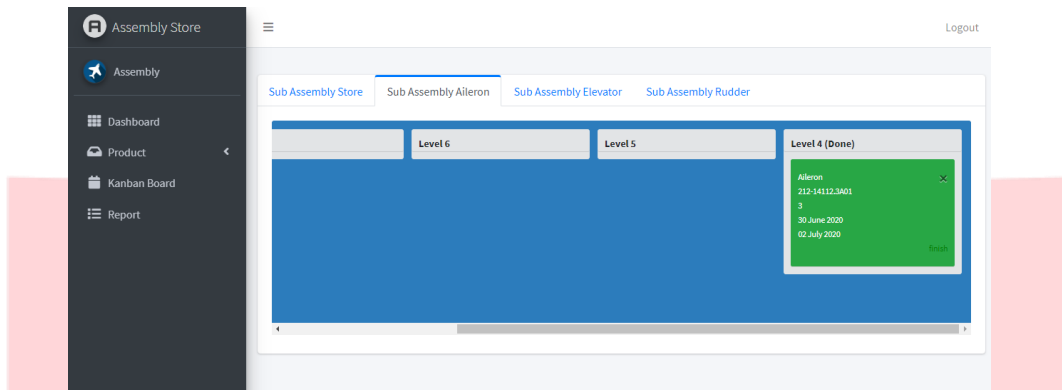 Assembly Store
Logout
Assembly
Dashboard
Product
Kanban Board
Report
Sub Assembly Store
Sub Assembly Aileron
Sub Assembly Elevator
Sub Assembly Rudder
Level 6
Level 5
Level 4 (Done)
Aileron
212-14112.3A01
3
30 June 2020
02 July 2020
finish